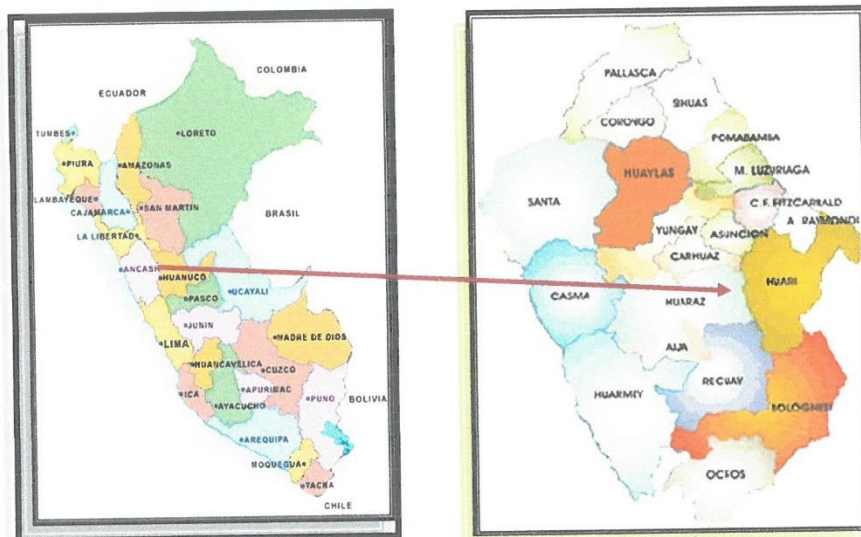 COLOMBIA
ECUADOR
TUMBES
LORETO
PIURA
AMAZONAS
LAMBAYEQUE
CAJAMARCA
SAN MARTIN
BRASIL
LA LIBERTAD
ANCASH
HUANUCO
UCAYALI
PASCO
JUNIN
LIMA
MADRE DE DIOS
HUANCAVELICA
CUZCO
ICA
APURIMAC
PUNO
BOLIVIA
AYACUCHO
AREQUIPA
MOQUEGUA
TACNA
CHILE
PALLASCA
SIHUAS
CORONGO
POMABAMBA
HUAYLAS
M. LUZURIAGA
SANTA
C. F. FITZCARRALD
A. RAYMONDI
YUNGAY
ASUNCION
CARHUAZ
HUARI
CASMA
HUARAZ
AIJA
RECUAY
HUARMEY
BOLOGNESI
OCROS